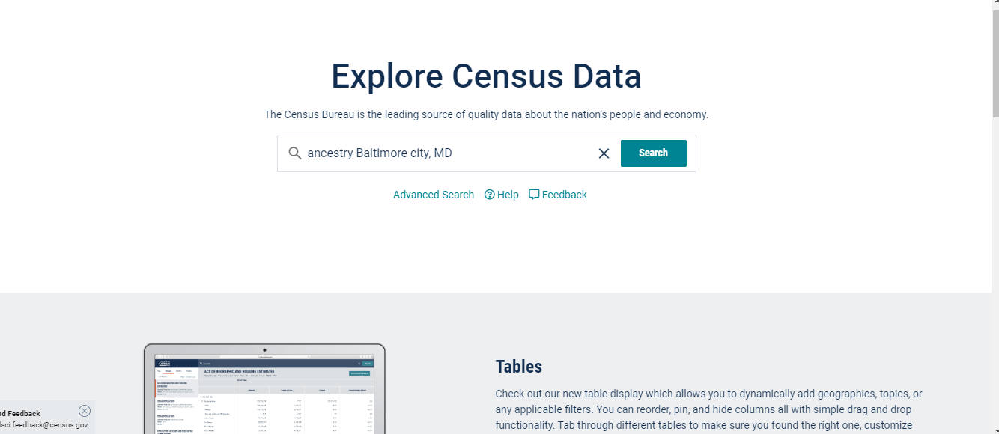 Explore Census Data
The Census Bureau is the leading source of quality data about the nation's people and economy.
ancestry Baltimore city, MD
Search
Advanced Search Help Feedback
ACS DEMOGRAPHIC AND HOUSING ESTIMATES
Tables
Check out our new table display which allows you to dynamically add geographies, topics, or
any applicable filters. You can reorder, pin, and hide columns all with simple drag and drop
functionality. Tab through different tables to make sure you found the right one, customize
nd Feedback
dsci.feedback@census.gov